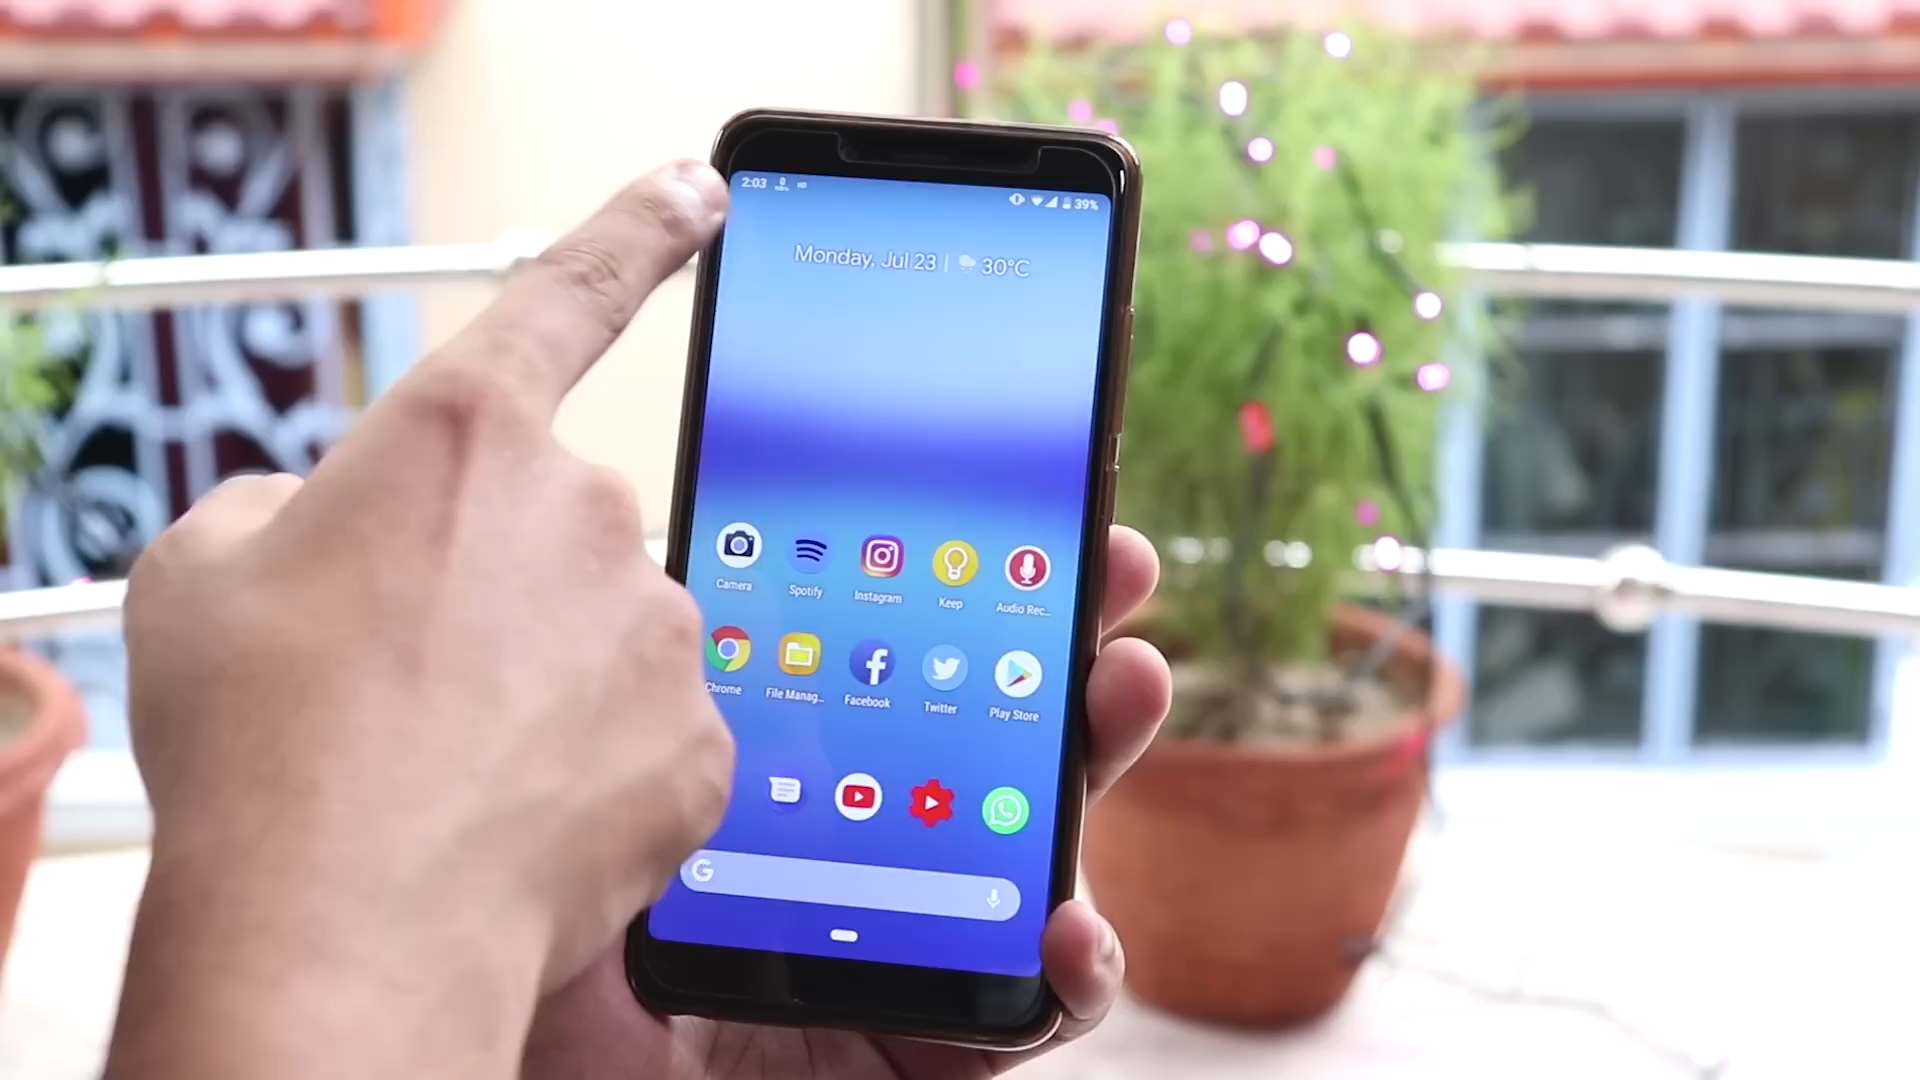 2:03 39%
Monday, Jul 23 | 30°C
Camera Spotify Instagram Keep Audio Rec...
Chrome File Manag... Facebook Twitter Play Store
G